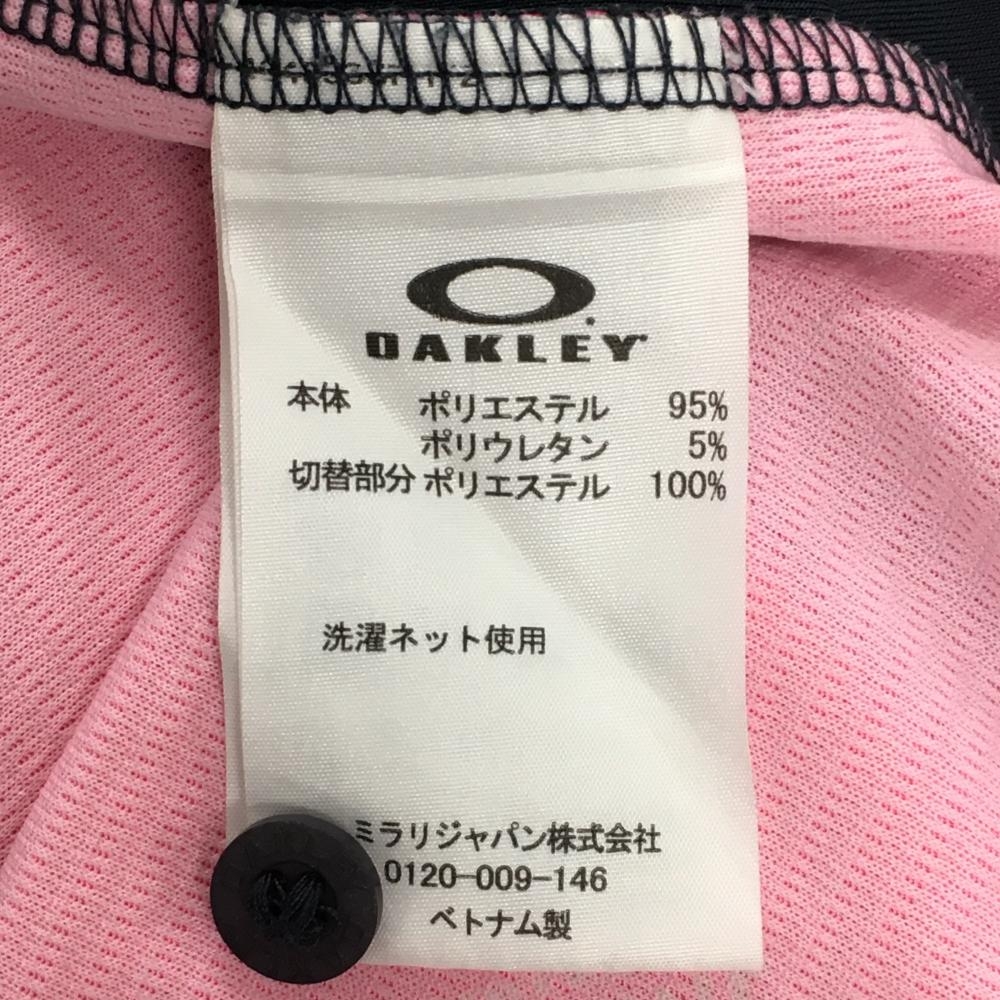 OAKLEY
本体 ポリエステル 95%
ポリウレタン 5%
切替部分 ポリエステル 100%
洗濯ネット使用
ミラリジャパン株式会社
0120-009-146
ベトナム製